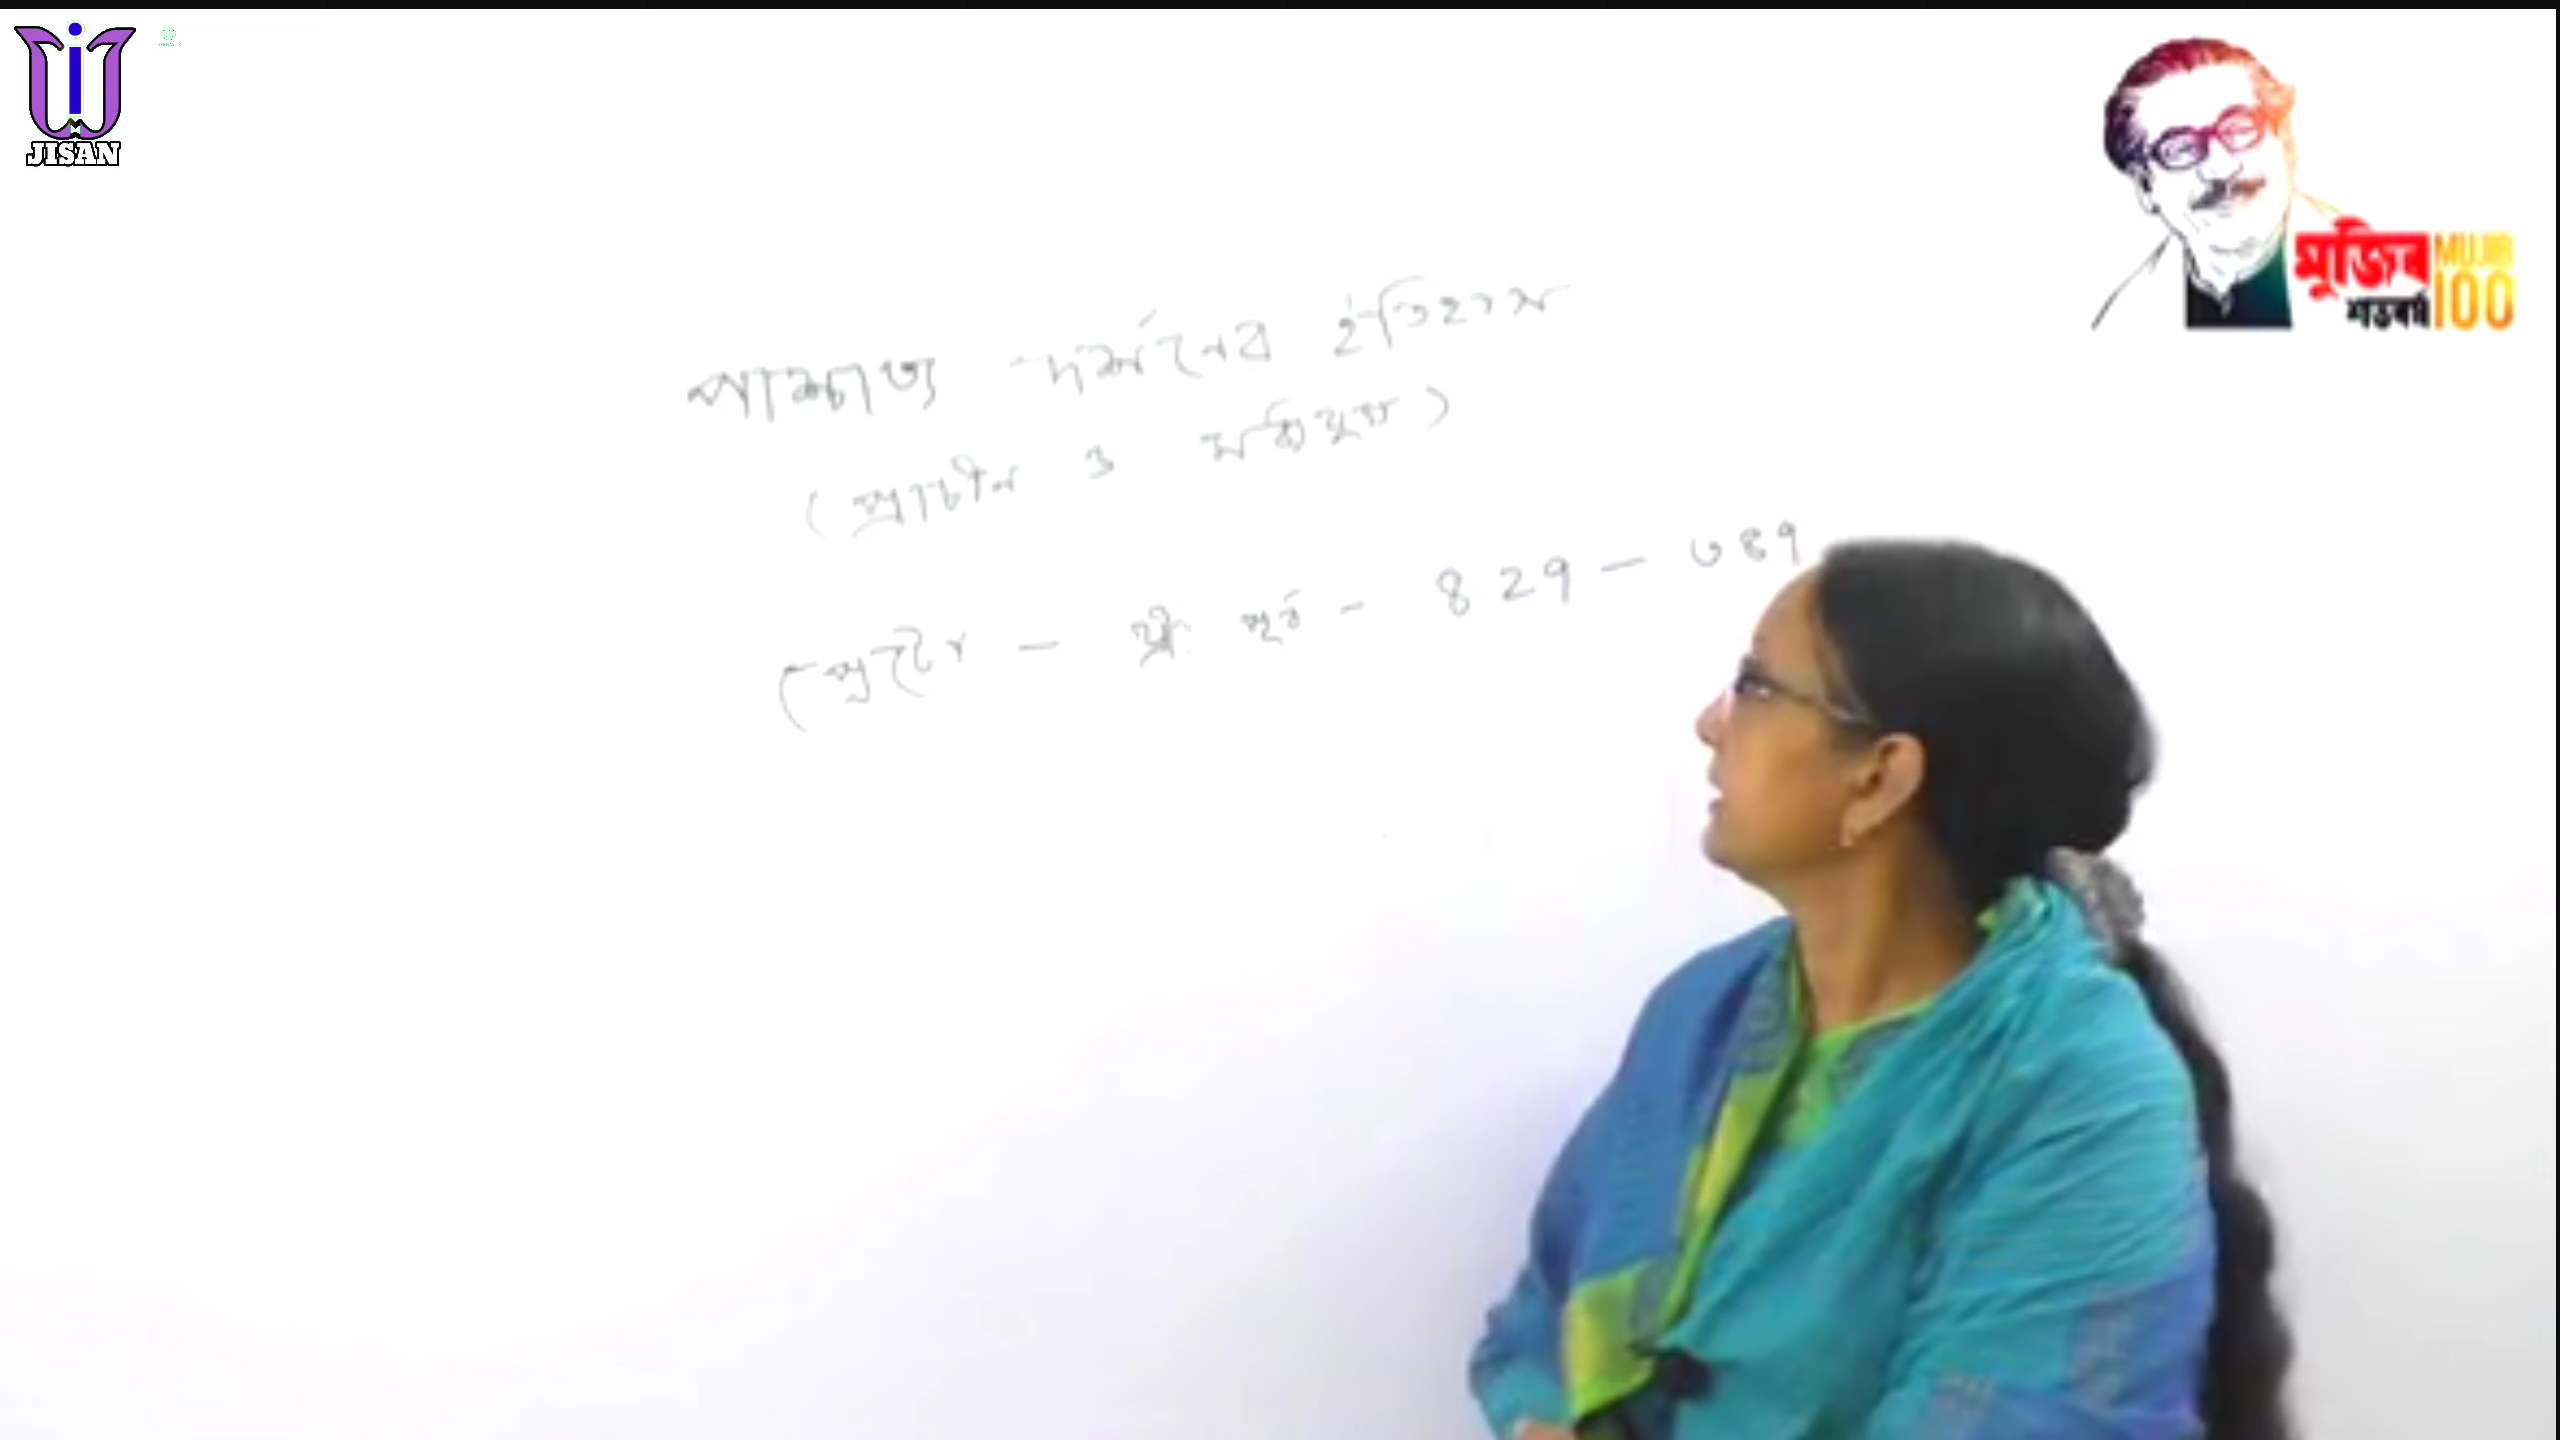 JISAN
মুজিব MUJIB
শতবর্ষ 100
পাশ্চাত্য দর্শনের ইতিহাস
(প্রাচীন ও মধ্যযুগ)
প্লেটো — খ্রীঃ পূর্ব - ৪২৭ — ৩৪৭